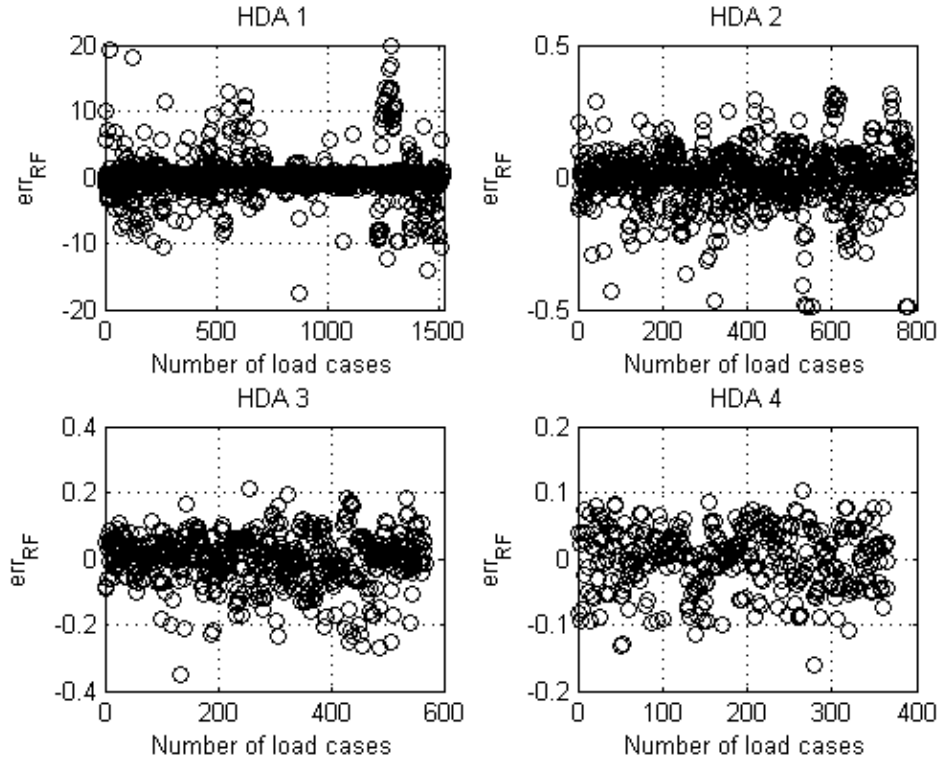 HDA 1
HDA 2
20
10
0
-10
-20
err_RF
0 500 1000 1500
Number of load cases
0.5
0
-0.5
err_RF
0 200 400 600 800
Number of load cases
HDA 3
HDA 4
0.4
0.2
0
-0.2
-0.4
err_RF
0 200 400 600
Number of load cases
0.2
0.1
0
-0.1
-0.2
err_RF
0 100 200 300 400
Number of load cases